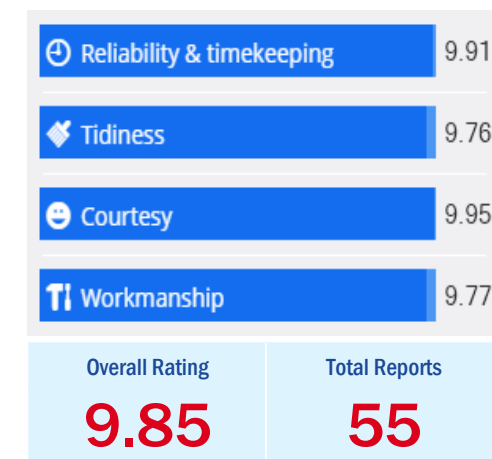 Reliability & timekeeping 9.91
Tidiness 9.76
Courtesy 9.95
Workmanship 9.77
Overall Rating Total Reports
9.85 55